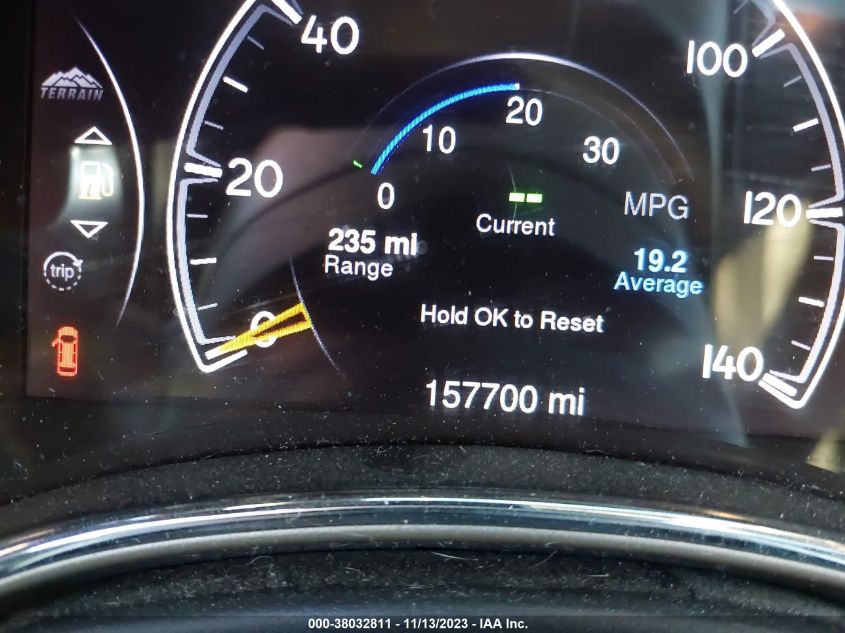 40
100
TERRAIN
10
20
30
20
0
120
MPG
--
Current
235 mi
Range
19.2
Average
trip
Hold OK to Reset
0
140
157700 mi
000-38032811 - 11/13/2023 - IAA Inc.